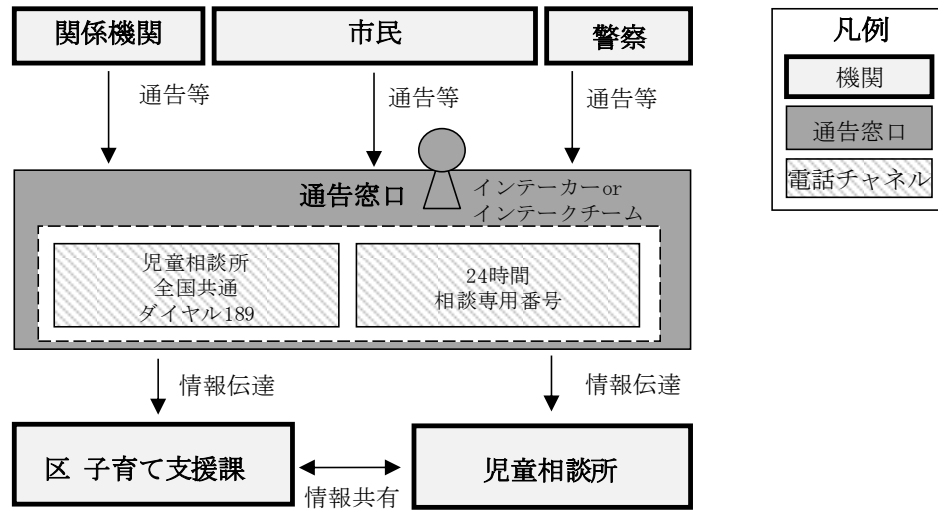 関係機関
市民
警察
通告等
通告等
通告等
通告窓口
インテーカーor
インテークチーム
児童相談所
全国共通
ダイヤル189
24時間
相談専用番号
情報伝達
情報伝達
区 子育て支援課
情報共有
児童相談所
凡例
機関
通告窓口
電話チャネル